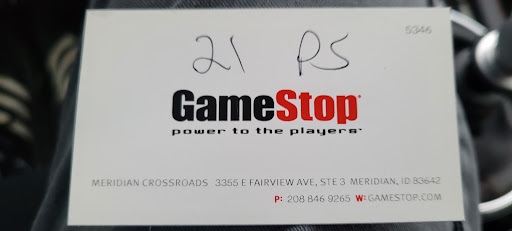 5346
21 PS
GameStop
power to the players
MERIDIAN CROSSROADS 3355 E FAIRVIEW AVE, STE 3 MERIDIAN, ID 83642
P: 208 846 9265 W: GAMESTOP.COM